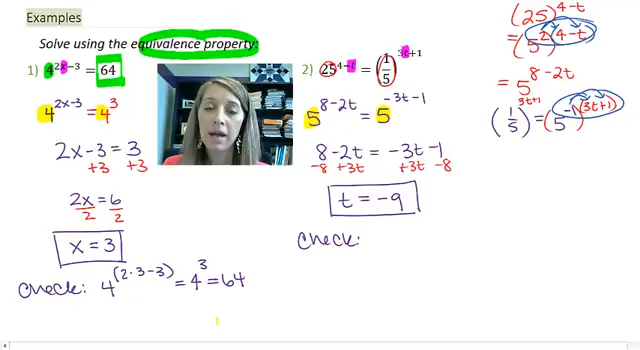 Examples
Solve using the equivalence property:
1) 4^(2x-3) = 64
4^(2x-3) = 4^3
2x-3 = 3
+3 +3
2x = 6
2 2
x = 3
Check: 4^(2·3-3) = 4^3 = 64
2) 25^(4-t) = (1/5)^(3t+1)
5^(8-2t) = 5^(-3t-1)
8-2t = -3t-1
-8 +3t +3t -8
t = -9
Check:
(25)^(4-t)
= (5^2)^(4-t)
= 5^(8-2t)
(1/5)^(3t+1) = (5^-1)^(3t+1)